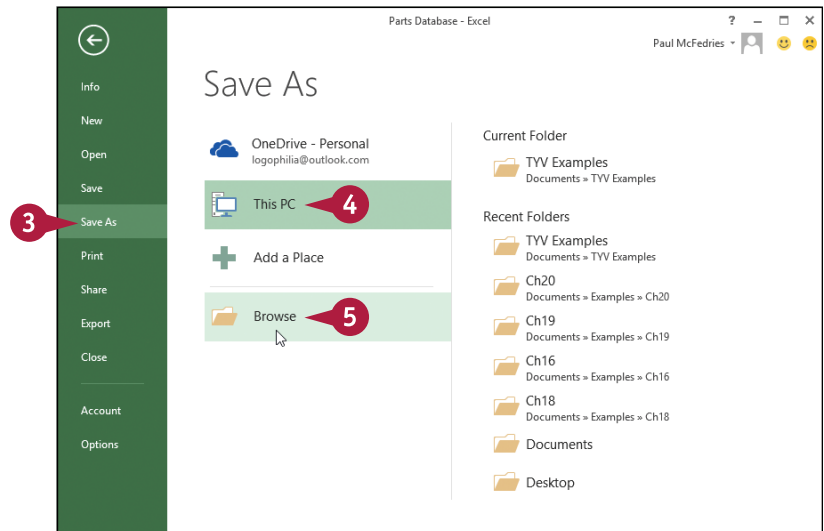 Parts Database - Excel
?
Paul McFedries
Info
New
Open
Save
Save As
Print
Share
Export
Close
Account
Options
3
Save As
OneDrive - Personal
logophilia@outlook.com
This PC
4
Add a Place
Browse
5
Current Folder
TYV Examples
Documents » TYV Examples
Recent Folders
TYV Examples
Documents » TYV Examples
Ch20
Documents » Examples » Ch20
Ch19
Documents » Examples » Ch19
Ch16
Documents » Examples » Ch16
Ch18
Documents » Examples » Ch18
Documents
Desktop